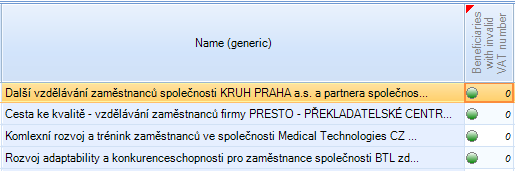 Name (generic)
Beneficiaries
with invalid
VAT number
Další vzdělávání zaměstnanců společnosti KRUH PRAHA a.s. a partnera společnos... 0
Cesta ke kvalitě - vzdělávání zaměstnanců firmy PRESTO - PŘEKLADATELSKÉ CENTR... 0
Komlexní rozvoj a trénink zaměstnanců ve společnosti Medical Technologies CZ ... 0
Rozvoj adaptability a konkurenceschopnosti pro zaměstnance společnosti BTL zd... 0